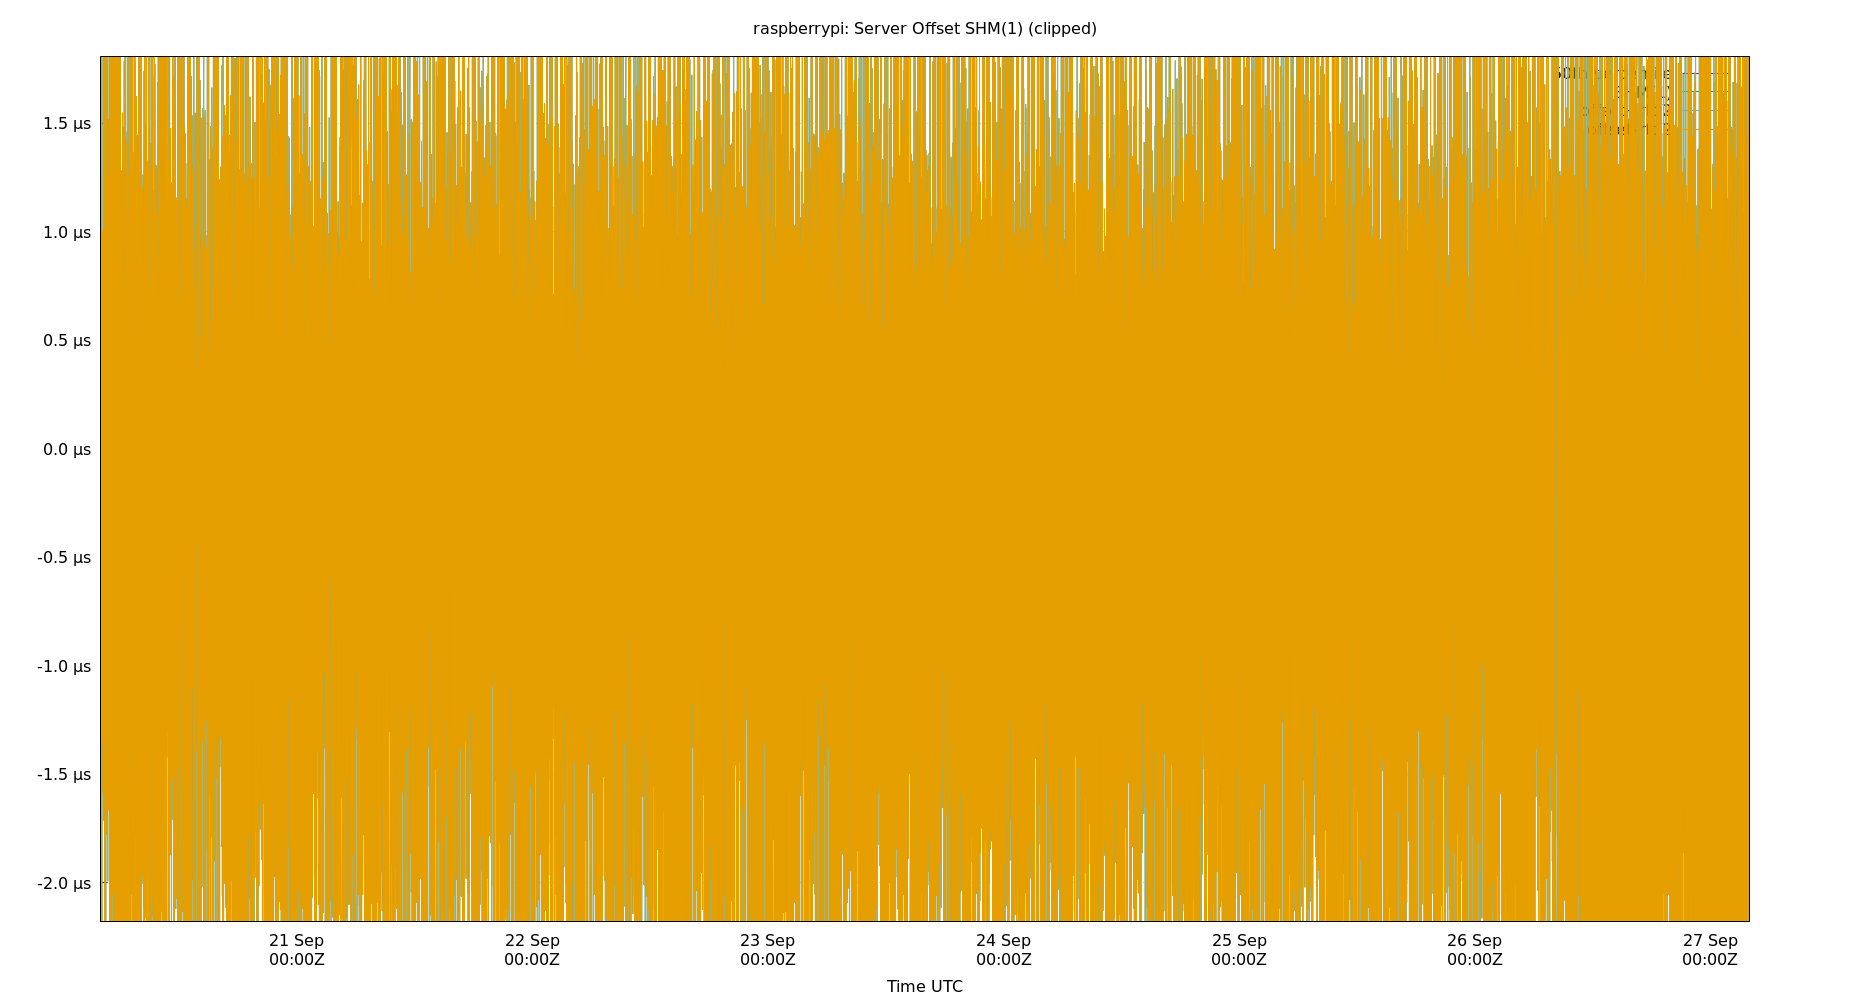 raspberrypi: Server Offset SHM(1) (clipped)
1.5 µs
1.0 µs
0.5 µs
0.0 µs
-0.5 µs
-1.0 µs
-1.5 µs
-2.0 µs
21 Sep 22 Sep 23 Sep 24 Sep 25 Sep 26 Sep 27 Sep
00:00Z 00:00Z 00:00Z 00:00Z 00:00Z 00:00Z 00:00Z
Time UTC